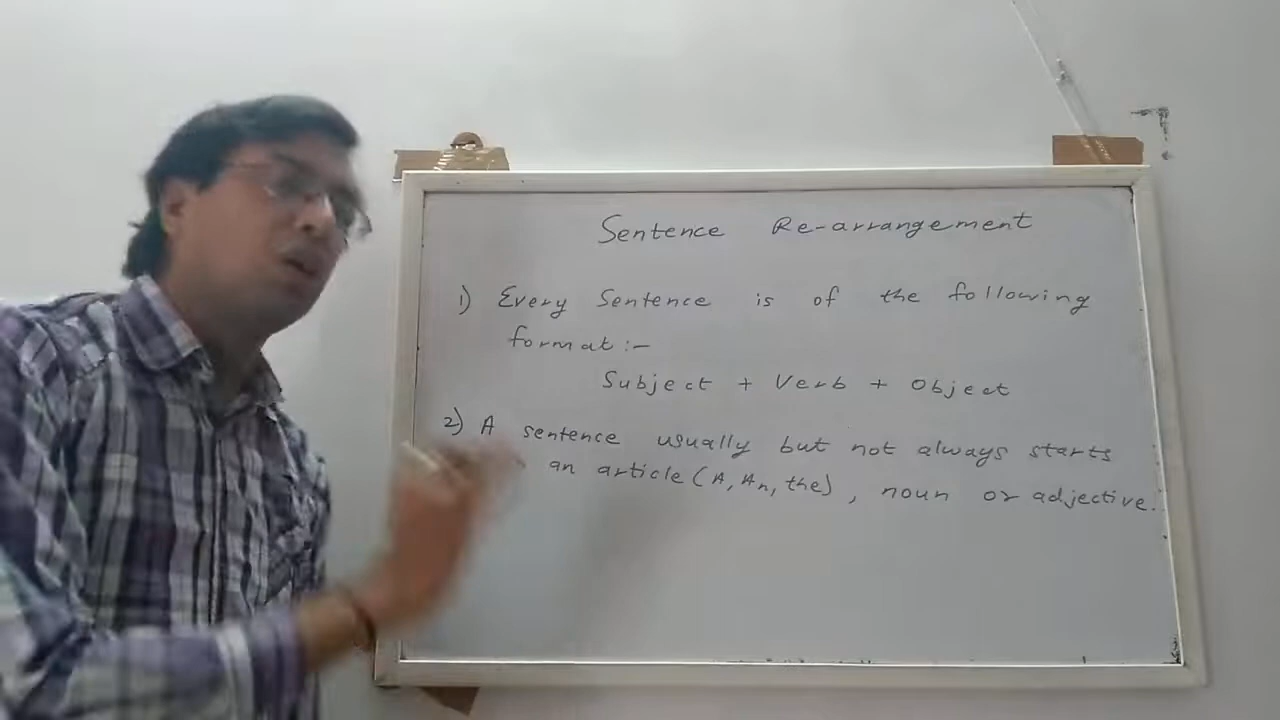 Sentence Re-arrangement
1) Every Sentence is of the following
format :-
Subject + Verb + Object
2) A sentence usually but not always starts
an article (A, An, the), noun or adjective.